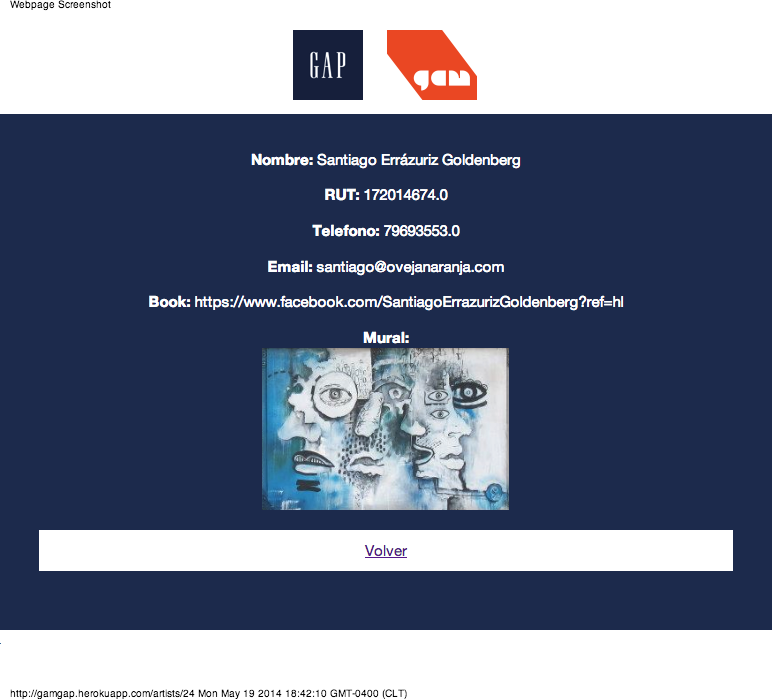 Webpage Screenshot
GAP
gam
Nombre: Santiago Errázuriz Goldenberg
RUT: 172014674.0
Telefono: 79693553.0
Email: santiago@ovejanaranja.com
Book: https://www.facebook.com/SantiagoErrazurizGoldenberg?ref=hl
Mural:
Volver
http://gamgap.herokuapp.com/artists/24 Mon May 19 2014 18:42:10 GMT-0400 (CLT)